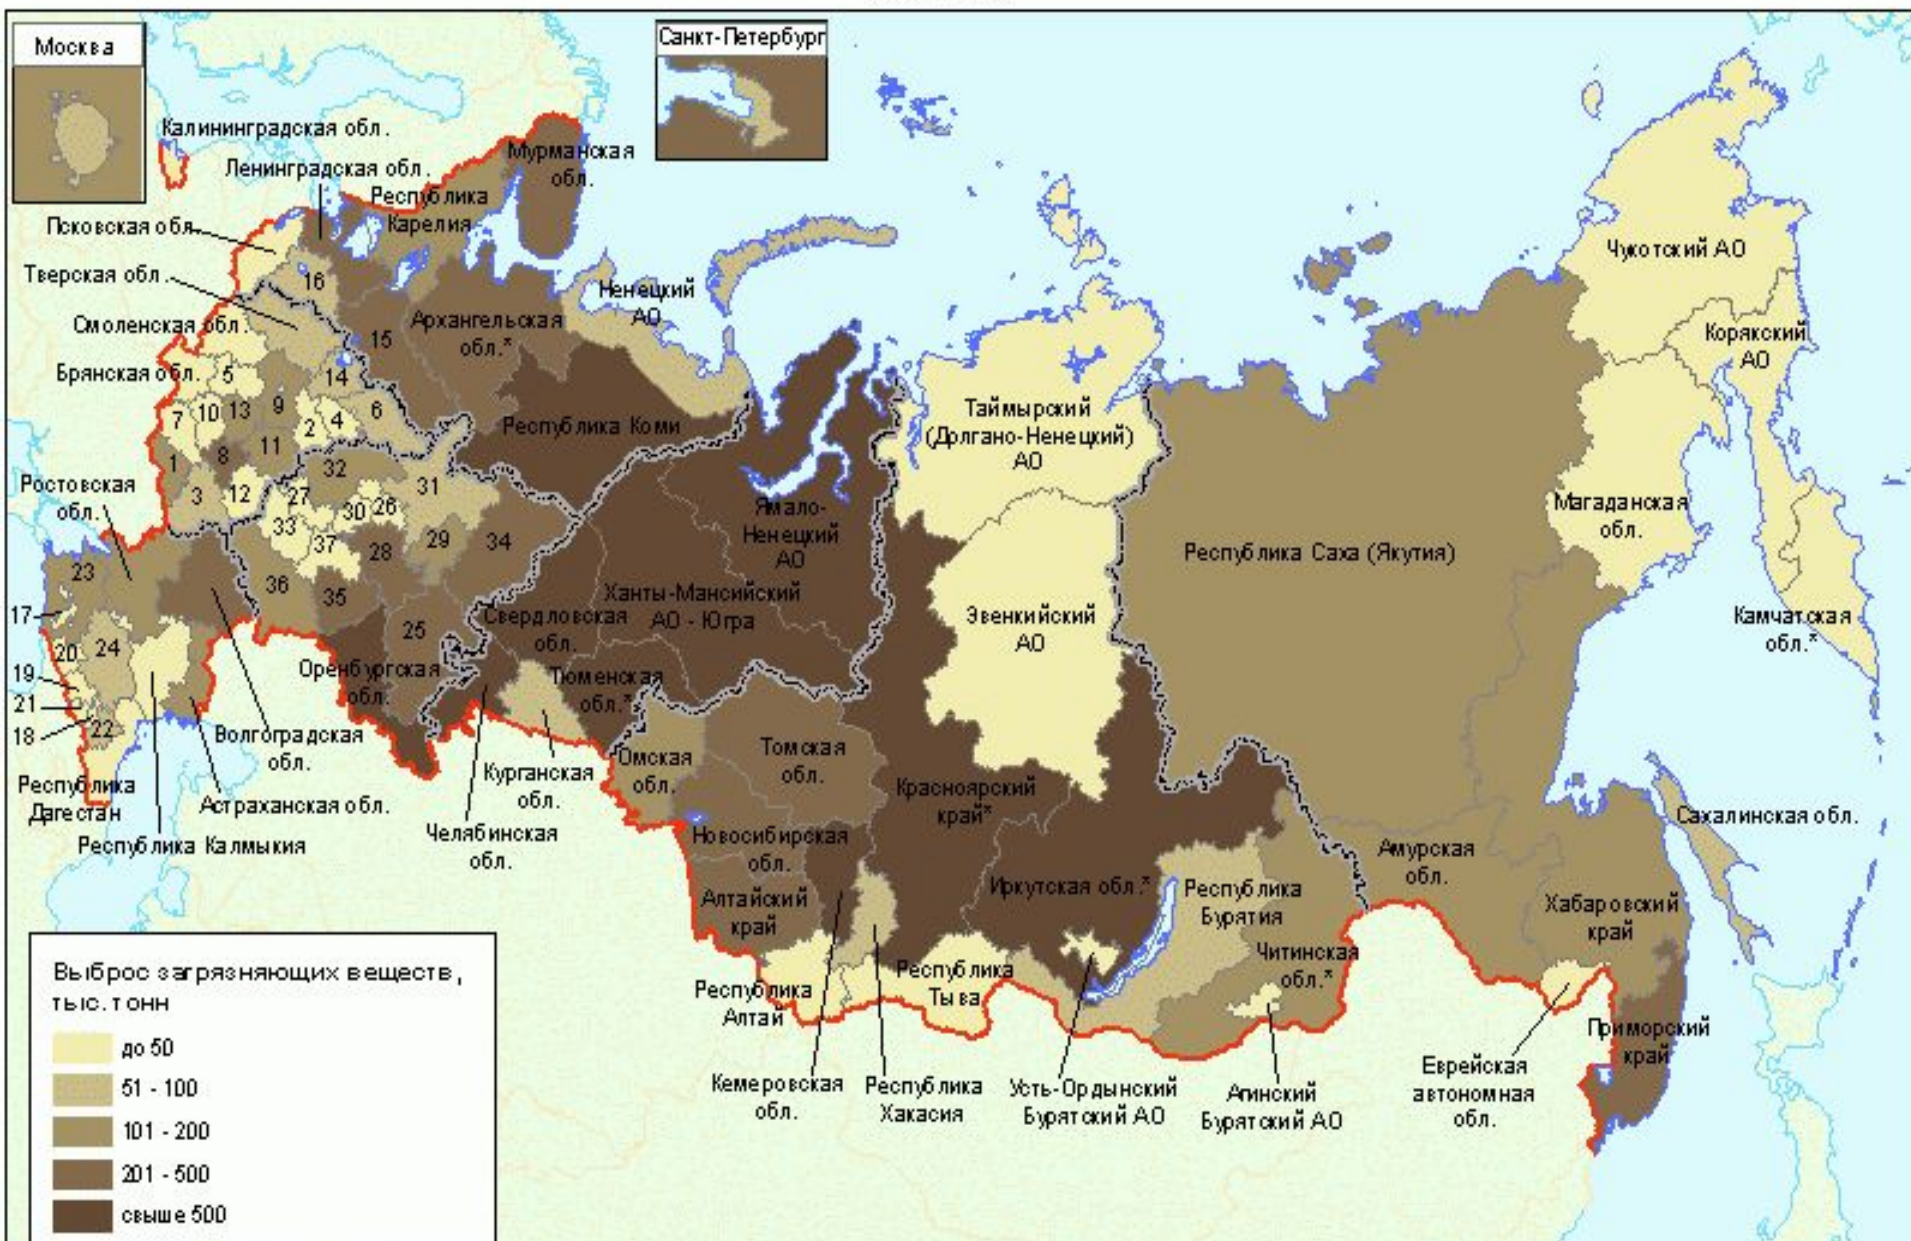 Москва
Санкт-Петербург
Калининградская обл.
Ленинградская обл.
Мурманская
обл.
Республика
Карелия
Псковская обл.
Тверская обл.
16
Смоленская обл.
Ненецкий
АО
Архангельская
обл.*
15
Брянская обл.
5
14
7
10
13
9
6
2
4
1
8
11
3
12
32
27
31
33
30
26
37
28
29
34
36
35
25
Республика Коми
Ямало-
Ненецкий
АО
Ханты-Мансийский
АО - Югра
Таймырский
(Долгано-Ненецкий)
АО
Эвенкийский
АО
Республика Саха (Якутия)
Чукотский АО
Корякский
АО
Магаданская
обл.
Камчатская
обл.*
Ростовская
обл.
23
17
20
24
19
21
18
22
Свердловская
обл.
Оренбургская
обл.
Тюменская
обл.*
Волгоградская
обл.
Республика
Дагестан
Астраханская обл.
Республика Калмыкия
Курганская
обл.
Челябинская
обл.
Омская
обл.
Томская
обл.
Новосибирская
обл.
Алтайский
край
Красноярский
край*
Иркутская обл.*
Республика
Бурятия
Читинская
обл.*
Амурская
обл.
Хабаровский
край
Сахалинская обл.
Республика
Алтай
Республика
Тыва
Кемеровская
обл.
Республика
Хакасия
Усть-Ордынский
Бурятский АО
Агинский
Бурятский АО
Еврейская
автономная
обл.
Приморский
край
Выброс загрязняющих веществ,
тыс. тонн
до 50
51 - 100
101 - 200
201 - 500
свыше 500